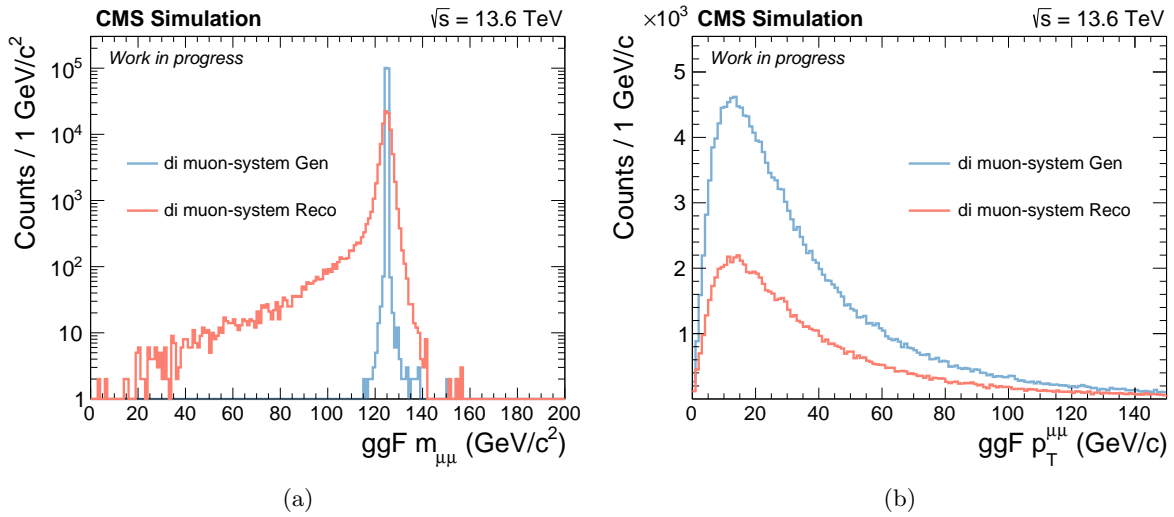 CMS Simulation √s = 13.6 TeV
Work in progress
Counts / 1 GeV/c²
10⁵
10⁴
10³
10²
10
1
di muon-system Gen
di muon-system Reco
0 20 40 60 80 100 120 140 160 180 200
ggF m_μμ (GeV/c²)
(a)
×10³ CMS Simulation √s = 13.6 TeV
Work in progress
Counts / 1 GeV/c
5
4
3
2
1
di muon-system Gen
di muon-system Reco
0 20 40 60 80 100 120 140
ggF p_T^μμ (GeV/c)
(b)